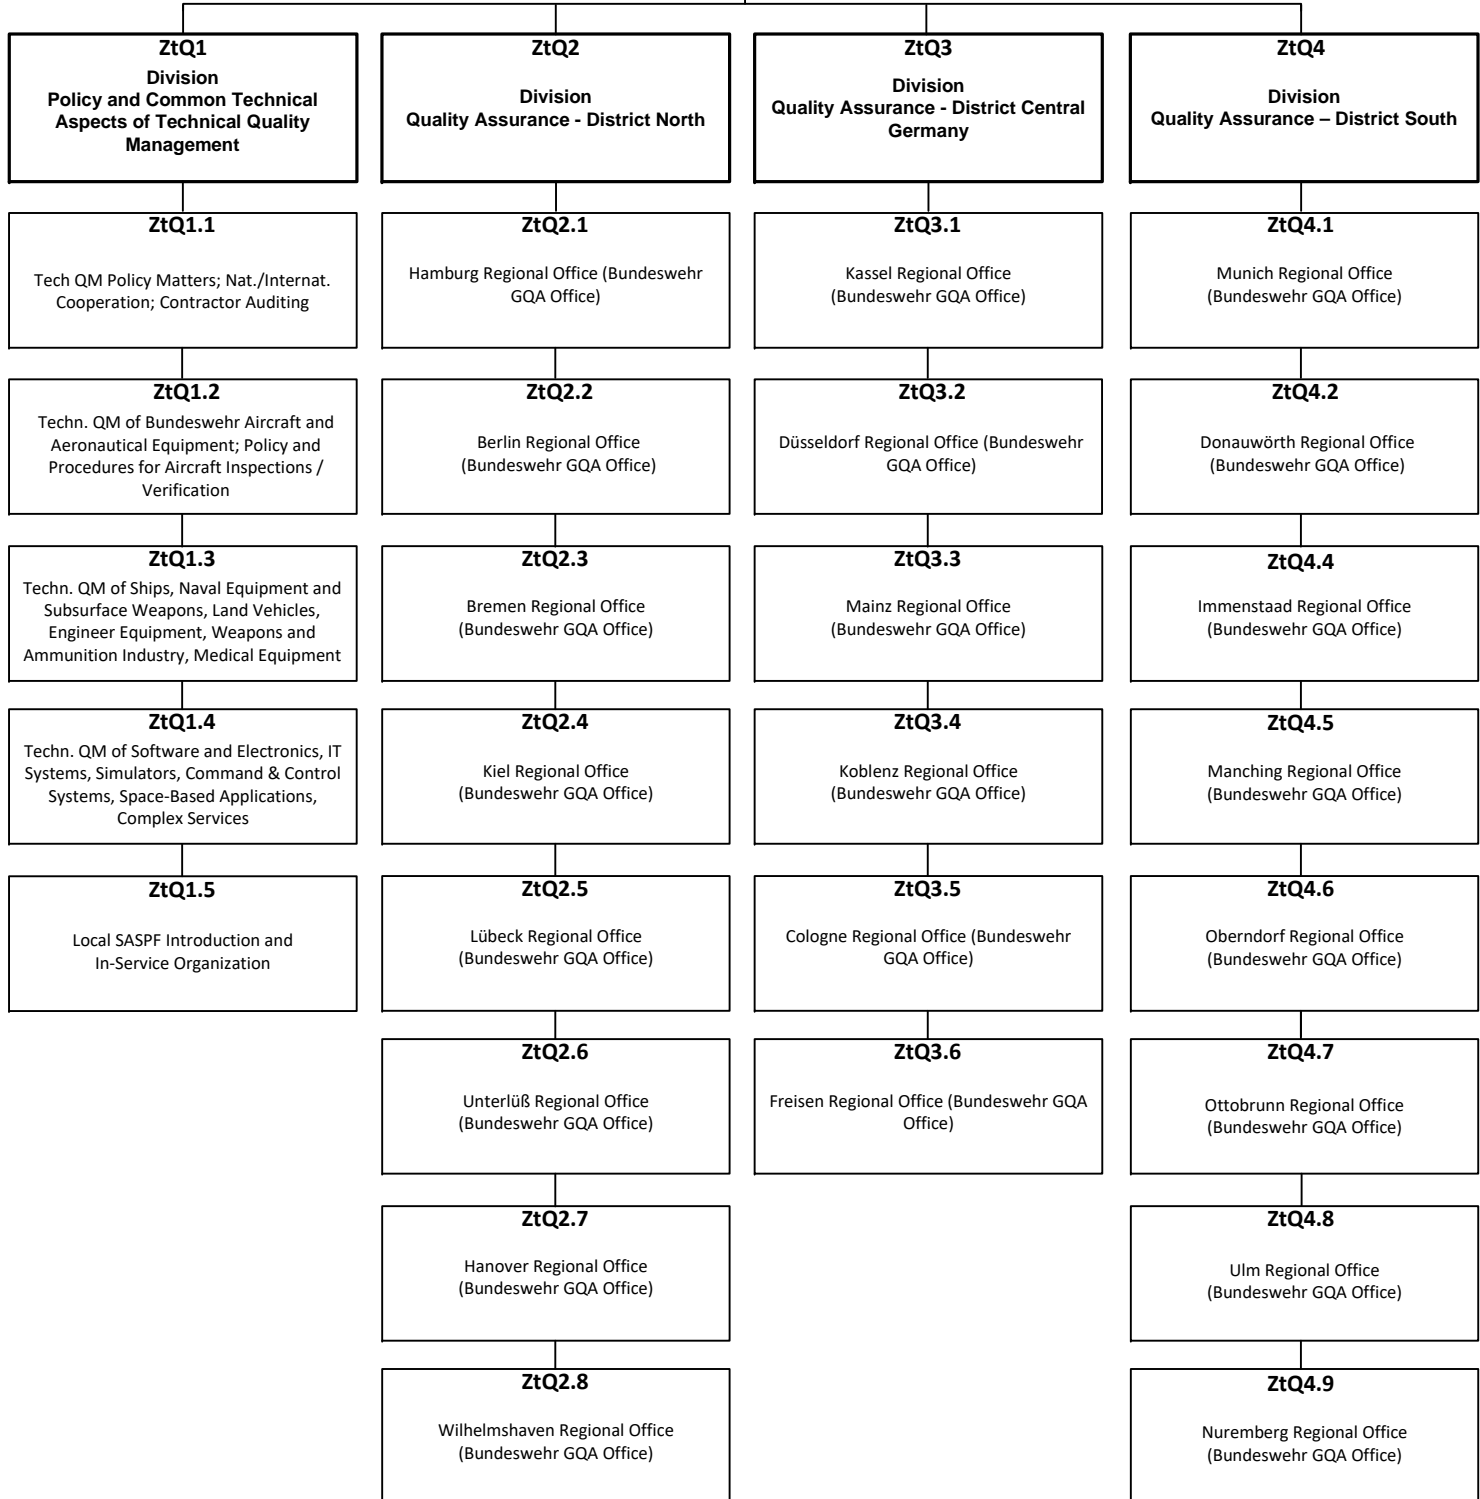 ZtQ1
Division
Policy and Common Technical
Aspects of Technical Quality
Management
ZtQ2
Division
Quality Assurance - District North
ZtQ3
Division
Quality Assurance - District Central
Germany
ZtQ4
Division
Quality Assurance – District South
ZtQ1.1
Tech QM Policy Matters; Nat./Internat.
Cooperation; Contractor Auditing
ZtQ1.2
Techn. QM of Bundeswehr Aircraft and
Aeronautical Equipment; Policy and
Procedures for Aircraft Inspections /
Verification
ZtQ1.3
Techn. QM of Ships, Naval Equipment and
Subsurface Weapons, Land Vehicles,
Engineer Equipment, Weapons and
Ammunition Industry, Medical Equipment
ZtQ1.4
Techn. QM of Software and Electronics, IT
Systems, Simulators, Command & Control
Systems, Space-Based Applications,
Complex Services
ZtQ1.5
Local SASPF Introduction and
In-Service Organization
ZtQ2.1
Hamburg Regional Office (Bundeswehr
GQA Office)
ZtQ2.2
Berlin Regional Office
(Bundeswehr GQA Office)
ZtQ2.3
Bremen Regional Office
(Bundeswehr GQA Office)
ZtQ2.4
Kiel Regional Office
(Bundeswehr GQA Office)
ZtQ2.5
Lübeck Regional Office
(Bundeswehr GQA Office)
ZtQ2.6
Unterlüß Regional Office
(Bundeswehr GQA Office)
ZtQ2.7
Hanover Regional Office
(Bundeswehr GQA Office)
ZtQ2.8
Wilhelmshaven Regional Office
(Bundeswehr GQA Office)
ZtQ3.1
Kassel Regional Office
(Bundeswehr GQA Office)
ZtQ3.2
Düsseldorf Regional Office (Bundeswehr
GQA Office)
ZtQ3.3
Mainz Regional Office
(Bundeswehr GQA Office)
ZtQ3.4
Koblenz Regional Office
(Bundeswehr GQA Office)
ZtQ3.5
Cologne Regional Office (Bundeswehr
GQA Office)
ZtQ3.6
Freisen Regional Office (Bundeswehr GQA
Office)
ZtQ4.1
Munich Regional Office
(Bundeswehr GQA Office)
ZtQ4.2
Donauwörth Regional Office
(Bundeswehr GQA Office)
ZtQ4.4
Immenstaad Regional Office
(Bundeswehr GQA Office)
ZtQ4.5
Manching Regional Office
(Bundeswehr GQA Office)
ZtQ4.6
Oberndorf Regional Office
(Bundeswehr GQA Office)
ZtQ4.7
Ottobrunn Regional Office
(Bundeswehr GQA Office)
ZtQ4.8
Ulm Regional Office
(Bundeswehr GQA Office)
ZtQ4.9
Nuremberg Regional Office
(Bundeswehr GQA Office)